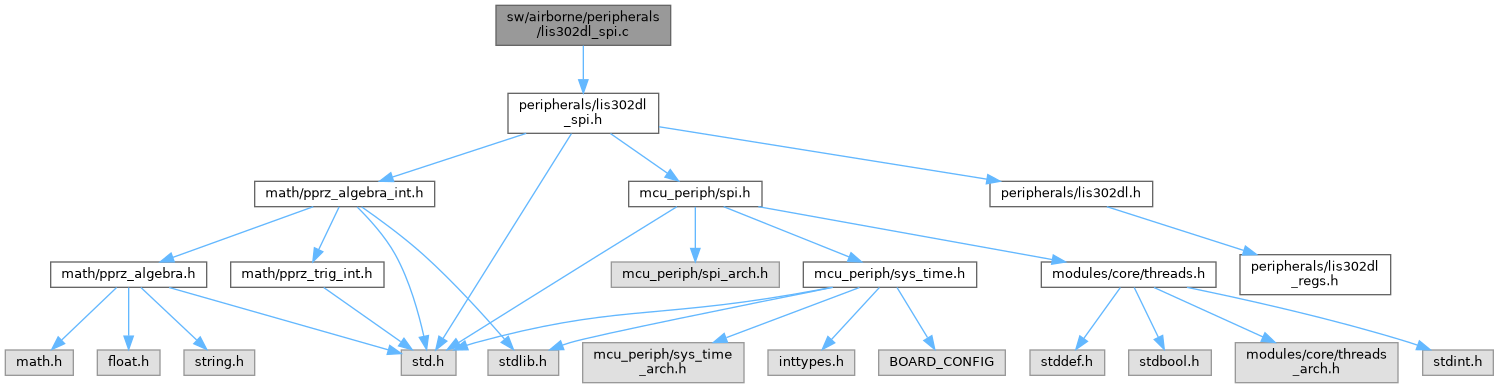 sw/airborne/peripherals
/lis302dl_spi.c
peripherals/lis302dl
_spi.h
math/pprz_algebra_int.h
mcu_periph/spi.h
peripherals/lis302dl.h
math/pprz_algebra.h
math/pprz_trig_int.h
mcu_periph/spi_arch.h
mcu_periph/sys_time.h
modules/core/threads.h
peripherals/lis302dl
_regs.h
math.h
float.h
string.h
std.h
stdlib.h
mcu_periph/sys_time
_arch.h
inttypes.h
BOARD_CONFIG
stddef.h
stdbool.h
modules/core/threads
_arch.h
stdint.h